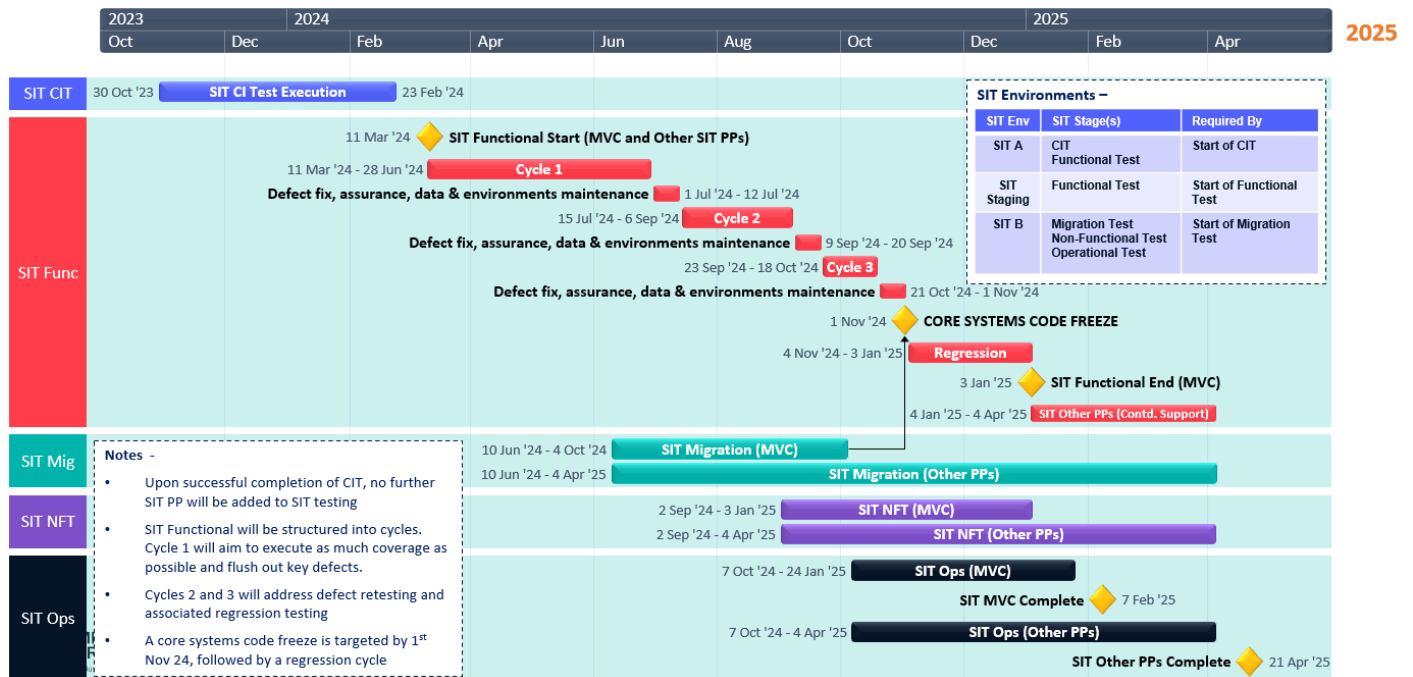 2023
2024
2025
Oct
Dec
Feb
Apr
Jun
Aug
Oct
Dec
Feb
Apr
2025
SIT CIT
30 Oct '23
SIT CI Test Execution
23 Feb '24
SIT Environments –
SIT Env
SIT Stage(s)
Required By
SIT A
CIT
Functional Test
Start of CIT
SIT
Staging
Functional Test
Start of Functional
Test
SIT B
Migration Test
Non-Functional Test
Operational Test
Start of Migration
Test
SIT Func
11 Mar '24
SIT Functional Start (MVC and Other SIT PPs)
11 Mar '24 - 28 Jun '24
Cycle 1
Defect fix, assurance, data & environments maintenance
1 Jul '24 - 12 Jul '24
15 Jul '24 - 6 Sep '24
Cycle 2
Defect fix, assurance, data & environments maintenance
9 Sep '24 - 20 Sep '24
23 Sep '24 - 18 Oct '24
Cycle 3
Defect fix, assurance, data & environments maintenance
21 Oct '24 - 1 Nov '24
1 Nov '24
CORE SYSTEMS CODE FREEZE
4 Nov '24 - 3 Jan '25
Regression
3 Jan '25
SIT Functional End (MVC)
4 Jan '25 - 4 Apr '25
SIT Other PPs (Contd. Support)
SIT Mig
10 Jun '24 - 4 Oct '24
SIT Migration (MVC)
10 Jun '24 - 4 Apr '25
SIT Migration (Other PPs)
SIT NFT
2 Sep '24 - 3 Jan '25
SIT NFT (MVC)
2 Sep '24 - 4 Apr '25
SIT NFT (Other PPs)
SIT Ops
7 Oct '24 - 24 Jan '25
SIT Ops (MVC)
SIT MVC Complete
7 Feb '25
7 Oct '24 - 4 Apr '25
SIT Ops (Other PPs)
SIT Other PPs Complete
21 Apr '25
Notes -
• Upon successful completion of CIT, no further
SIT PP will be added to SIT testing
• SIT Functional will be structured into cycles.
Cycle 1 will aim to execute as much coverage as
possible and flush out key defects.
• Cycles 2 and 3 will address defect retesting and
associated regression testing
• A core systems code freeze is targeted by 1st
Nov 24, followed by a regression cycle